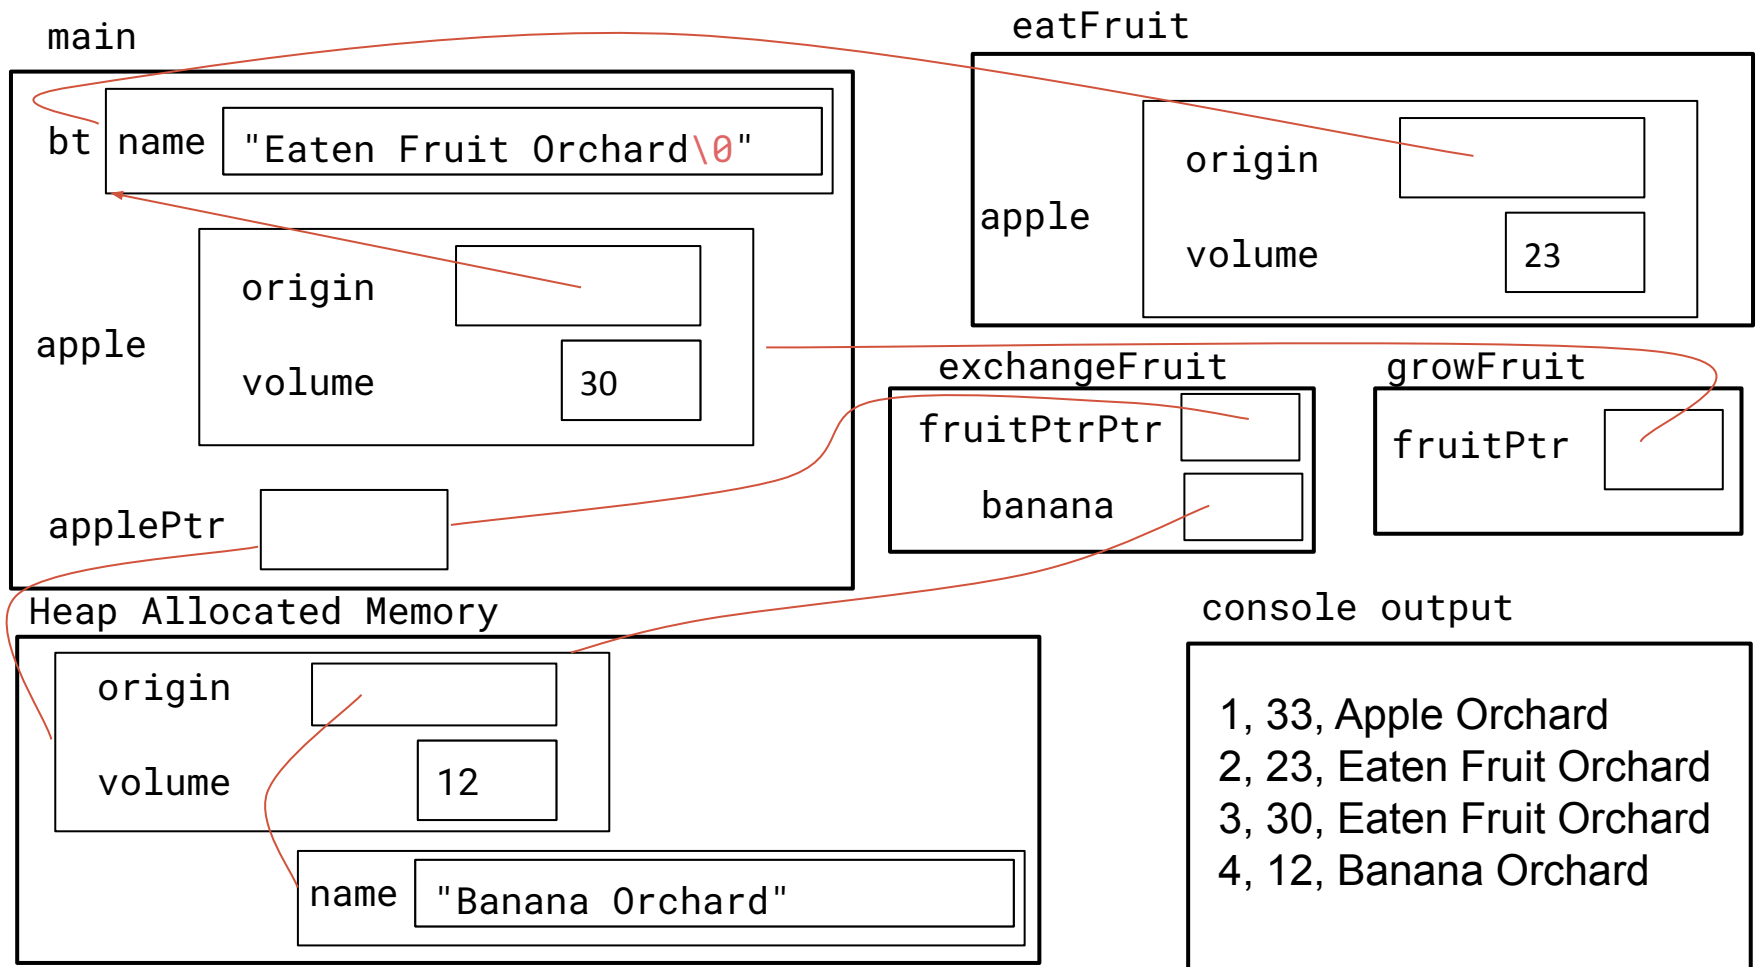 main
bt name "Eaten Fruit Orchard\0"
origin
apple
volume 30
applePtr
eatFruit
origin
apple
volume 23
exchangeFruit
fruitPtrPtr
banana
growFruit
fruitPtr
Heap Allocated Memory
origin
volume 12
name "Banana Orchard"
console output
1, 33, Apple Orchard
2, 23, Eaten Fruit Orchard
3, 30, Eaten Fruit Orchard
4, 12, Banana Orchard